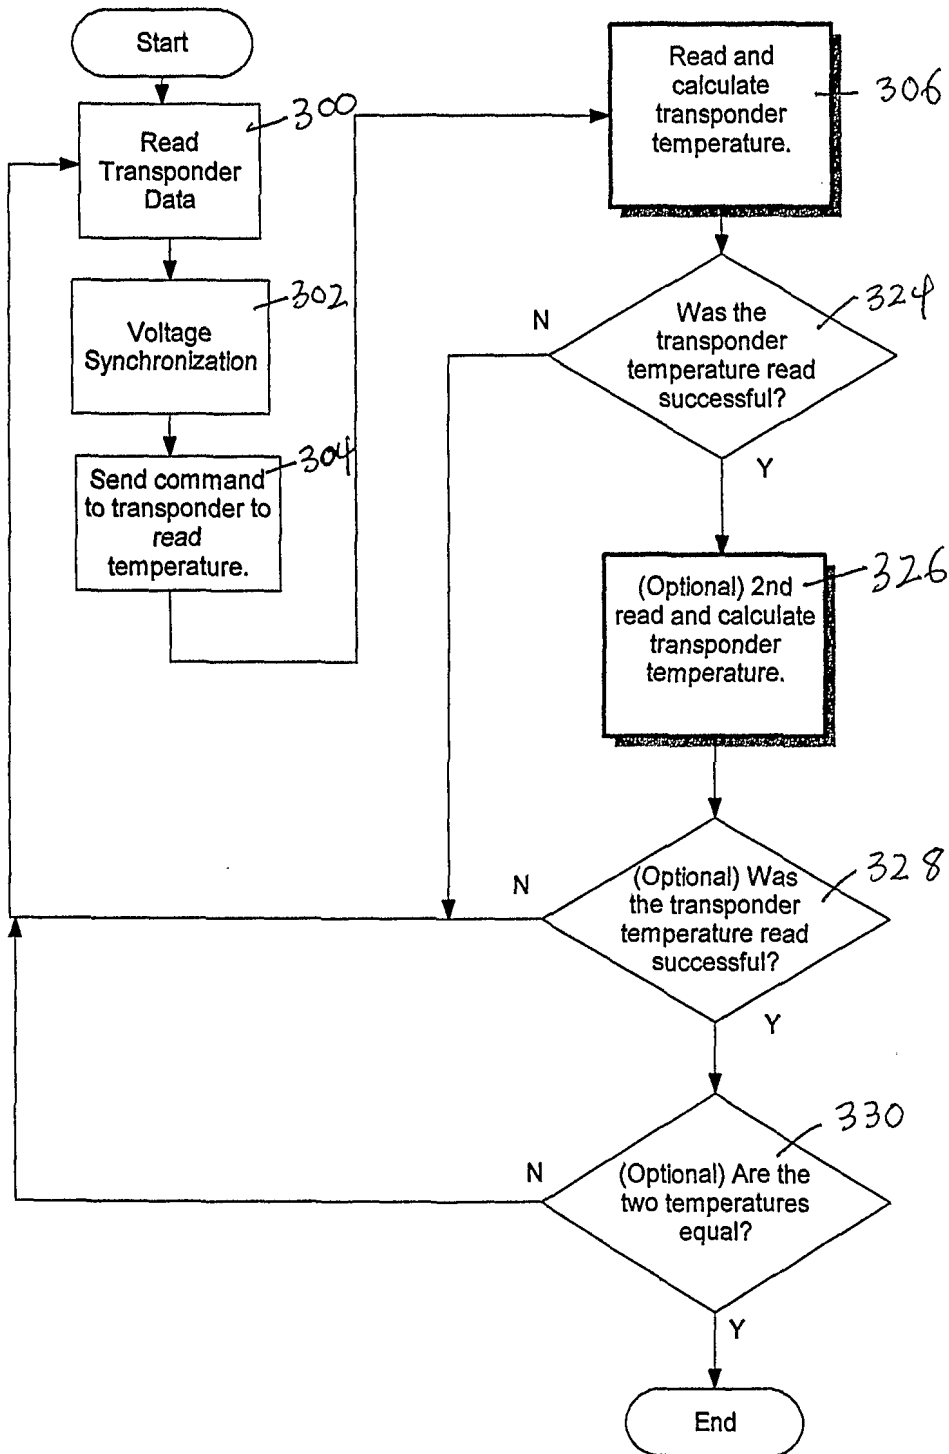 Start
300
Read
Transponder
Data
302
Voltage
Synchronization
304
Send command
to transponder to
read
temperature.
Read and
calculate
transponder
temperature.
306
N
Was the
transponder
temperature read
successful?
324
Y
(Optional) 2nd
read and calculate
transponder
temperature.
326
N
(Optional) Was
the transponder
temperature read
successful?
328
Y
N
(Optional) Are the
two temperatures
equal?
330
Y
End